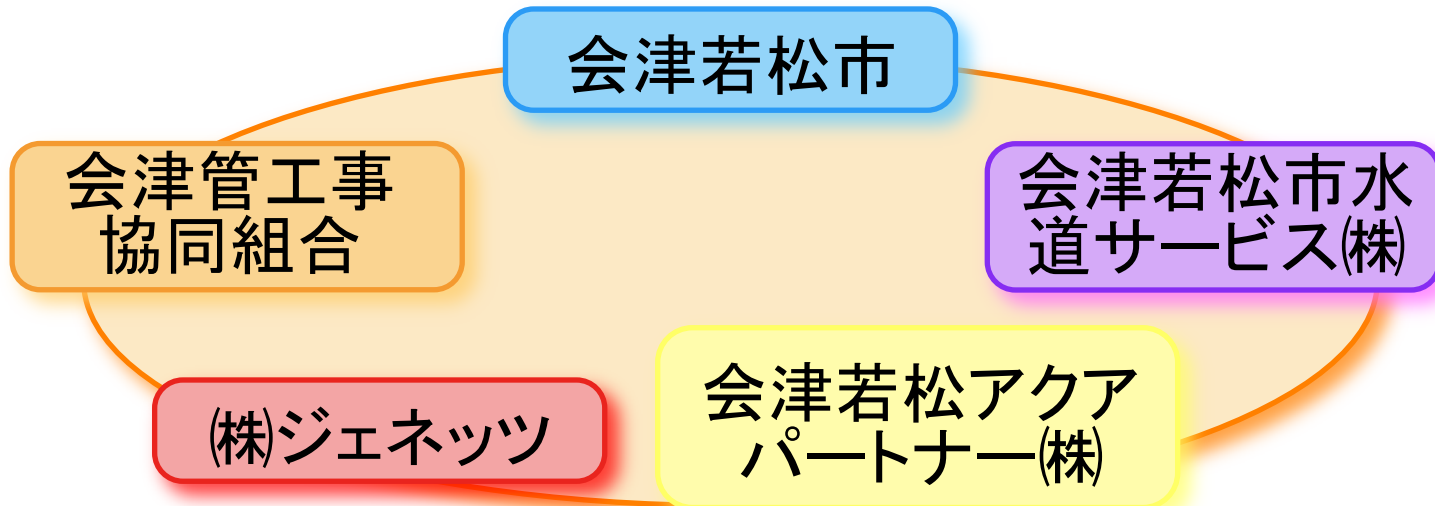 会津若松市
会津管工事
協同組合
会津若松市水
道サービス㈱
㈱ジェネッツ
会津若松アクア
パートナー㈱